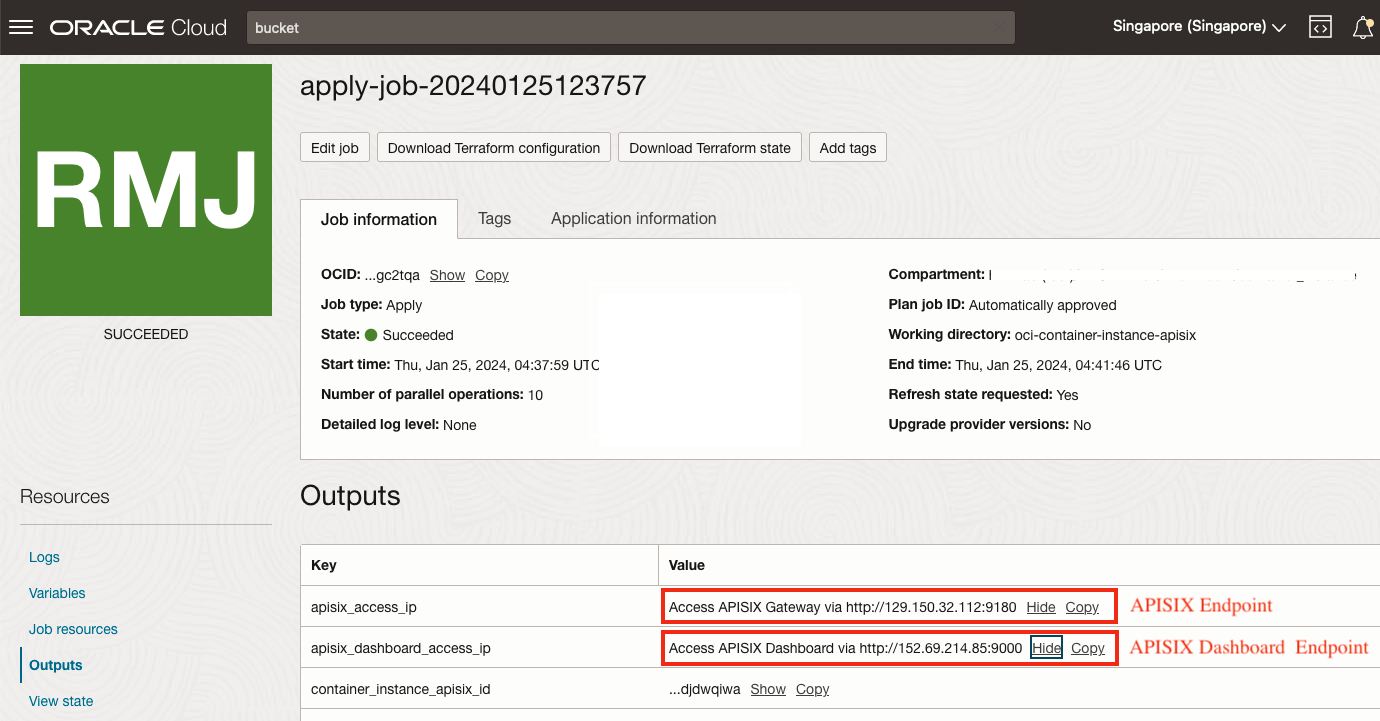 ORACLE Cloud
bucket
Singapore (Singapore)
RMJ
SUCCEEDED
apply-job-20240125123757
Edit job
Download Terraform configuration
Download Terraform state
Add tags
Job information
Tags
Application information
OCID: ...gc2tqa Show Copy
Job type: Apply
State: Succeeded
Start time: Thu, Jan 25, 2024, 04:37:59 UTC
Number of parallel operations: 10
Detailed log level: None
Compartment:
Plan job ID: Automatically approved
Working directory: oci-container-instance-apisix
End time: Thu, Jan 25, 2024, 04:41:46 UTC
Refresh state requested: Yes
Upgrade provider versions: No
Resources
Logs
Variables
Job resources
Outputs
View state
Outputs
Key Value
apisix_access_ip Access APISIX Gateway via http://129.150.32.112:9180 Hide Copy APISIX Endpoint
apisix_dashboard_access_ip Access APISIX Dashboard via http://152.69.214.85:9000 Hide Copy APISIX Dashboard Endpoint
container_instance_apisix_id ...djdwqiwa Show Copy